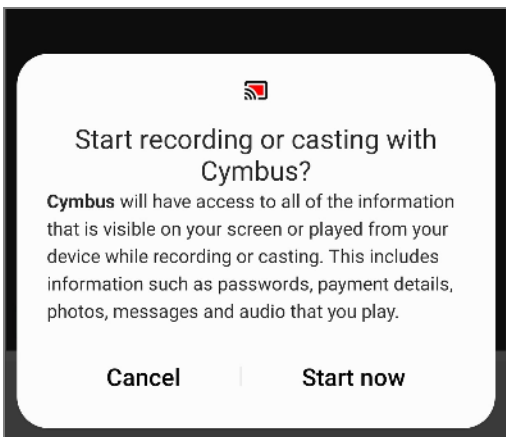 Start recording or casting with
Cymbus?
Cymbus will have access to all of the information
that is visible on your screen or played from your
device while recording or casting. This includes
information such as passwords, payment details,
photos, messages and audio that you play.
Cancel
Start now